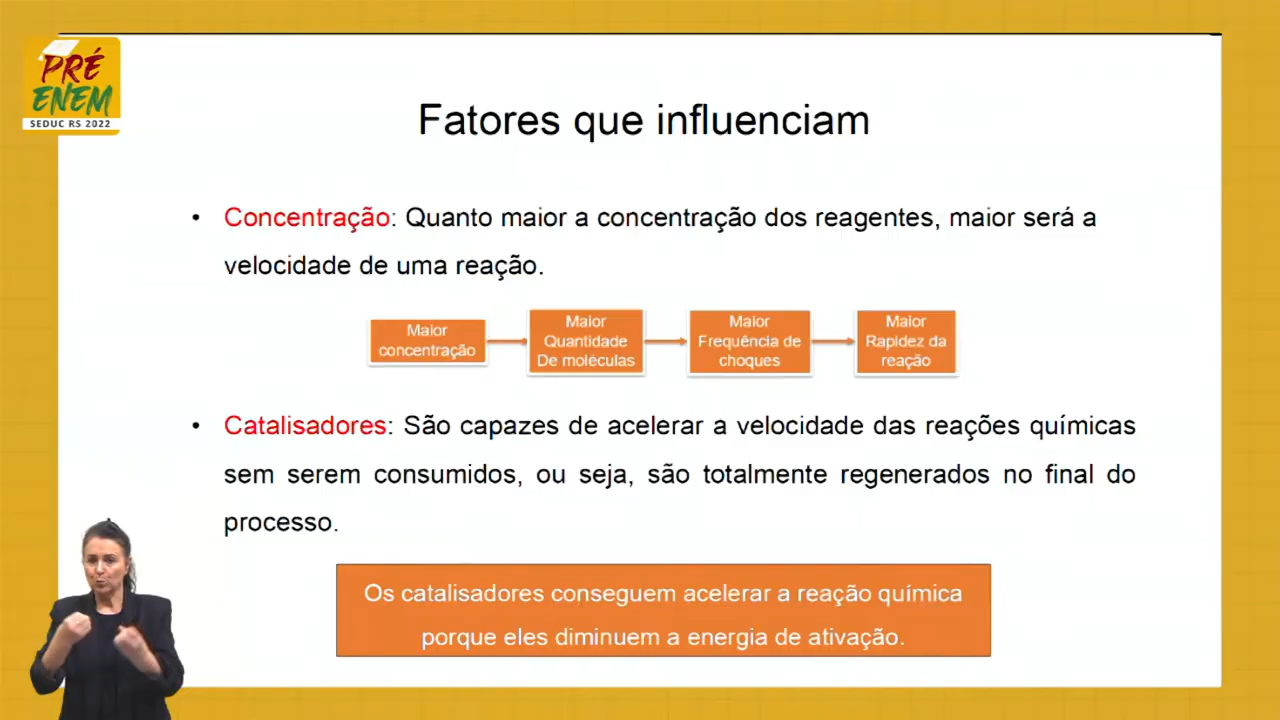 PRÉ
ENEM
SEDUC RS 2022
Fatores que influenciam
• Concentração: Quanto maior a concentração dos reagentes, maior será a
velocidade de uma reação.
Maior
concentração
Maior
Quantidade
De moléculas
Maior
Frequência de
choques
Maior
Rapidez da
reação
• Catalisadores: São capazes de acelerar a velocidade das reações químicas
sem serem consumidos, ou seja, são totalmente regenerados no final do
processo.
Os catalisadores conseguem acelerar a reação química
porque eles diminuem a energia de ativação.